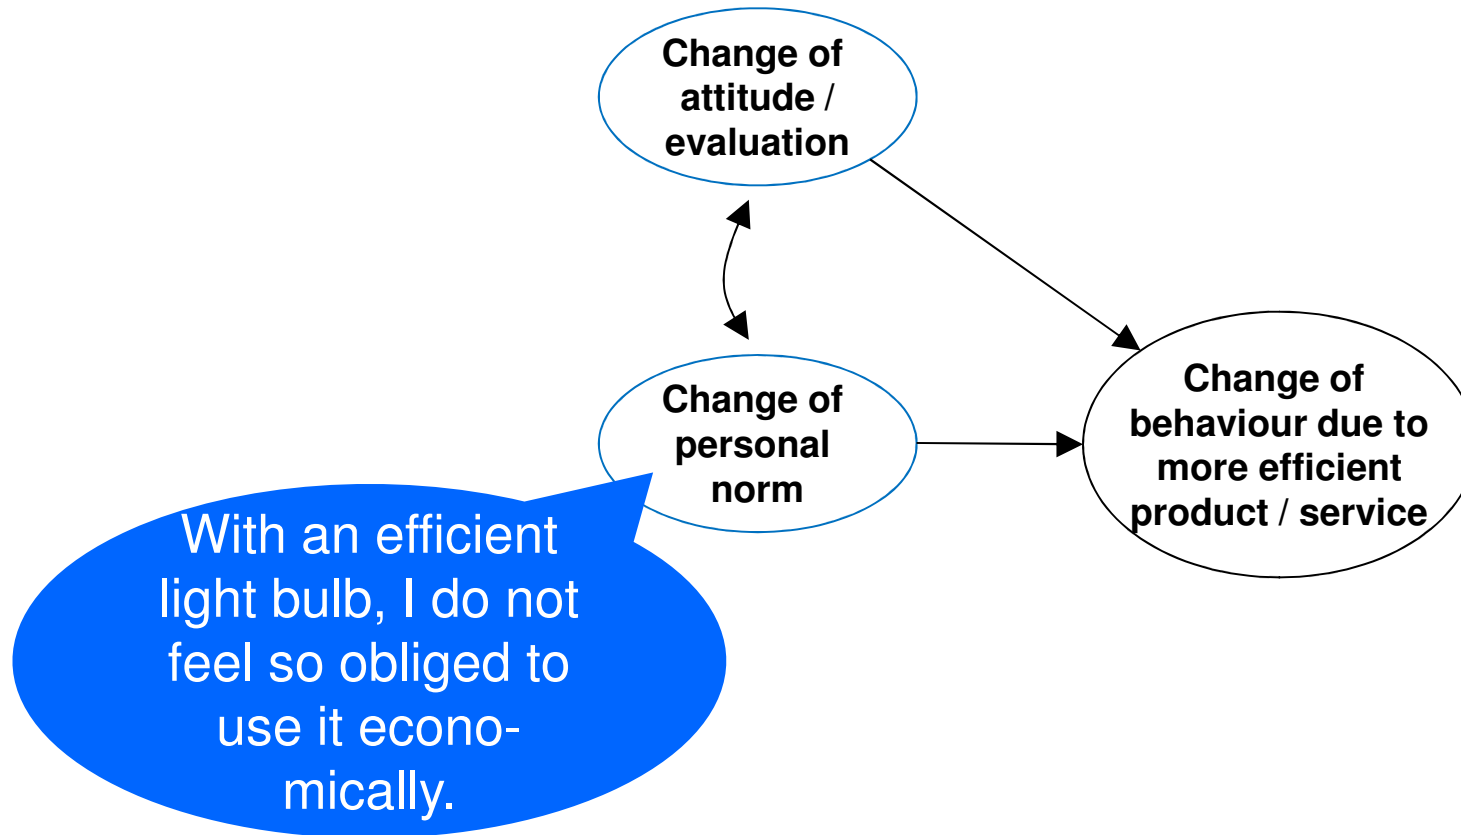 Change of
attitude /
evaluation
Change of
personal
norm
Change of
behaviour due to
more efficient
product / service
With an efficient
light bulb, I do not
feel so obliged to
use it econo-
mically.